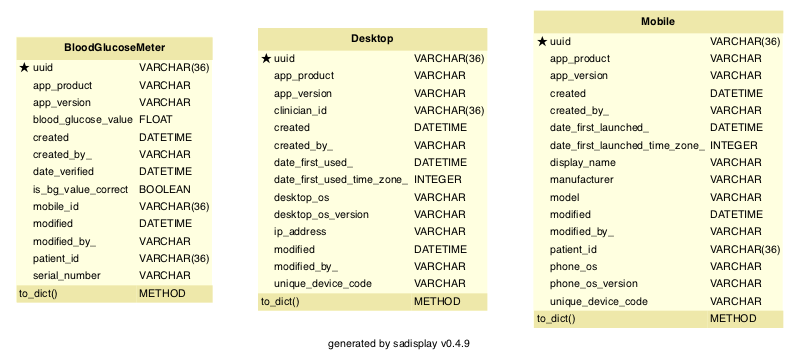 BloodGlucoseMeter
★ uuid VARCHAR(36)
app_product VARCHAR
app_version VARCHAR
blood_glucose_value FLOAT
created DATETIME
created_by_ VARCHAR
date_verified DATETIME
is_bg_value_correct BOOLEAN
mobile_id VARCHAR(36)
modified DATETIME
modified_by_ VARCHAR
patient_id VARCHAR(36)
serial_number VARCHAR
to_dict() METHOD
Desktop
★ uuid VARCHAR(36)
app_product VARCHAR
app_version VARCHAR
clinician_id VARCHAR(36)
created DATETIME
created_by_ VARCHAR
date_first_used_ DATETIME
date_first_used_time_zone_ INTEGER
desktop_os VARCHAR
desktop_os_version VARCHAR
ip_address VARCHAR
modified DATETIME
modified_by_ VARCHAR
unique_device_code VARCHAR
to_dict() METHOD
Mobile
★ uuid VARCHAR(36)
app_product VARCHAR
app_version VARCHAR
created DATETIME
created_by_ VARCHAR
date_first_launched_ DATETIME
date_first_launched_time_zone_ INTEGER
display_name VARCHAR
manufacturer VARCHAR
model VARCHAR
modified DATETIME
modified_by_ VARCHAR
patient_id VARCHAR(36)
phone_os VARCHAR
phone_os_version VARCHAR
unique_device_code VARCHAR
to_dict() METHOD
generated by sadisplay v0.4.9